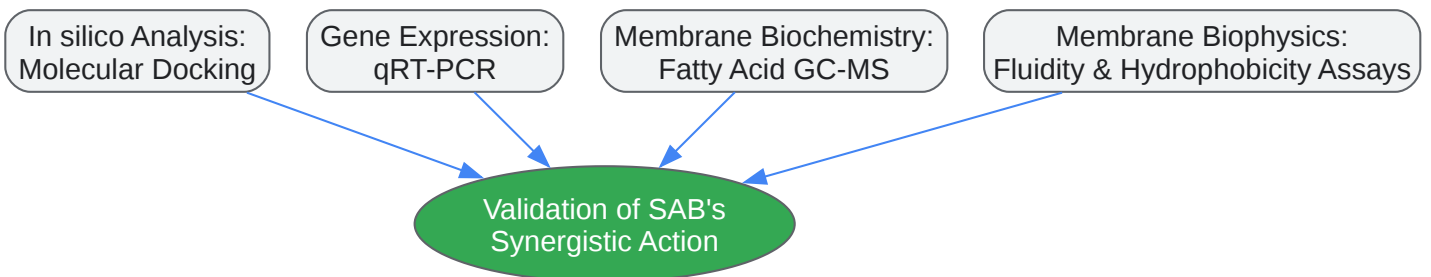 In silico Analysis:
Molecular Docking
Gene Expression:
qRT-PCR
Membrane Biochemistry:
Fatty Acid GC-MS
Membrane Biophysics:
Fluidity & Hydrophobicity Assays
Validation of SAB's
Synergistic Action